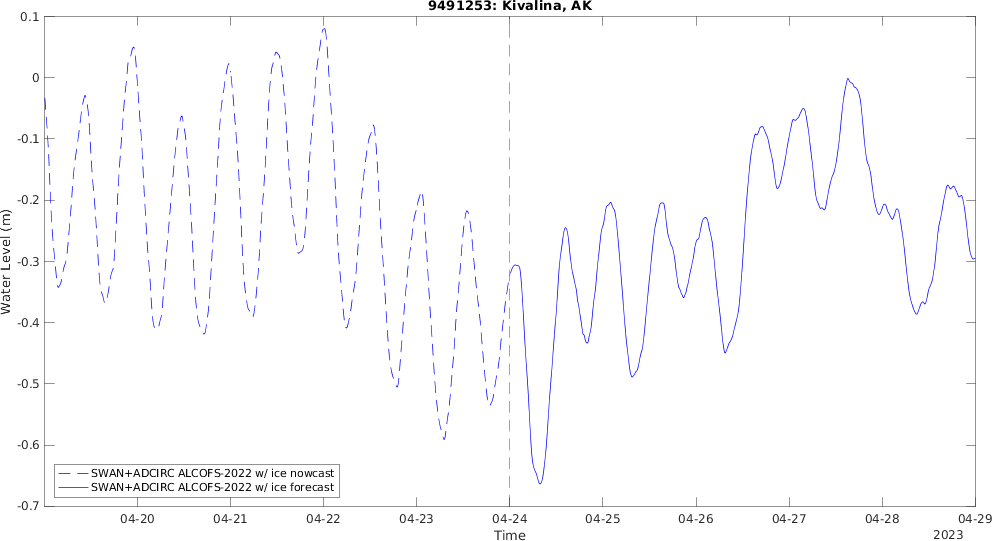 9491253: Kivalina, AK
0.1
0
-0.1
-0.2
-0.3
-0.4
-0.5
-0.6
-0.7
Water Level (m)
SWAN+ADCIRC ALCOFS-2022 w/ ice nowcast
SWAN+ADCIRC ALCOFS-2022 w/ ice forecast
04-20 04-21 04-22 04-23 04-24 04-25 04-26 04-27 04-28 04-29
Time
2023